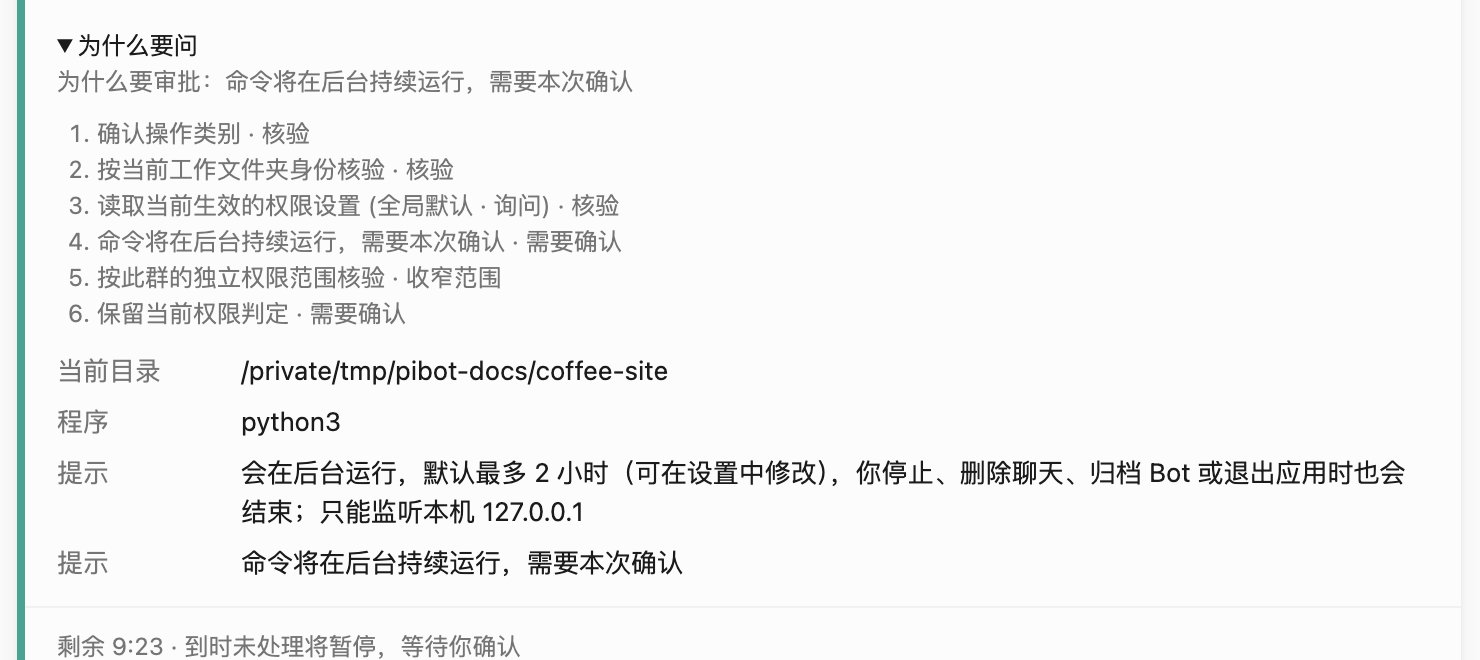 ▼为什么要问
为什么要审批：命令将在后台持续运行，需要本次确认
1. 确认操作类别 · 核验
2. 按当前工作文件夹身份核验 · 核验
3. 读取当前生效的权限设置 (全局默认 · 询问) · 核验
4. 命令将在后台持续运行，需要本次确认 · 需要确认
5. 按此群的独立权限范围核验 · 收窄范围
6. 保留当前权限判定 · 需要确认
当前目录 /private/tmp/pibot-docs/coffee-site
程序 python3
提示 会在后台运行，默认最多 2 小时（可在设置中修改），你停止、删除聊天、归档 Bot 或退出应用时也会
结束；只能监听本机 127.0.0.1
提示 命令将在后台持续运行，需要本次确认
剩余 9:23 · 到时未处理将暂停，等待你确认